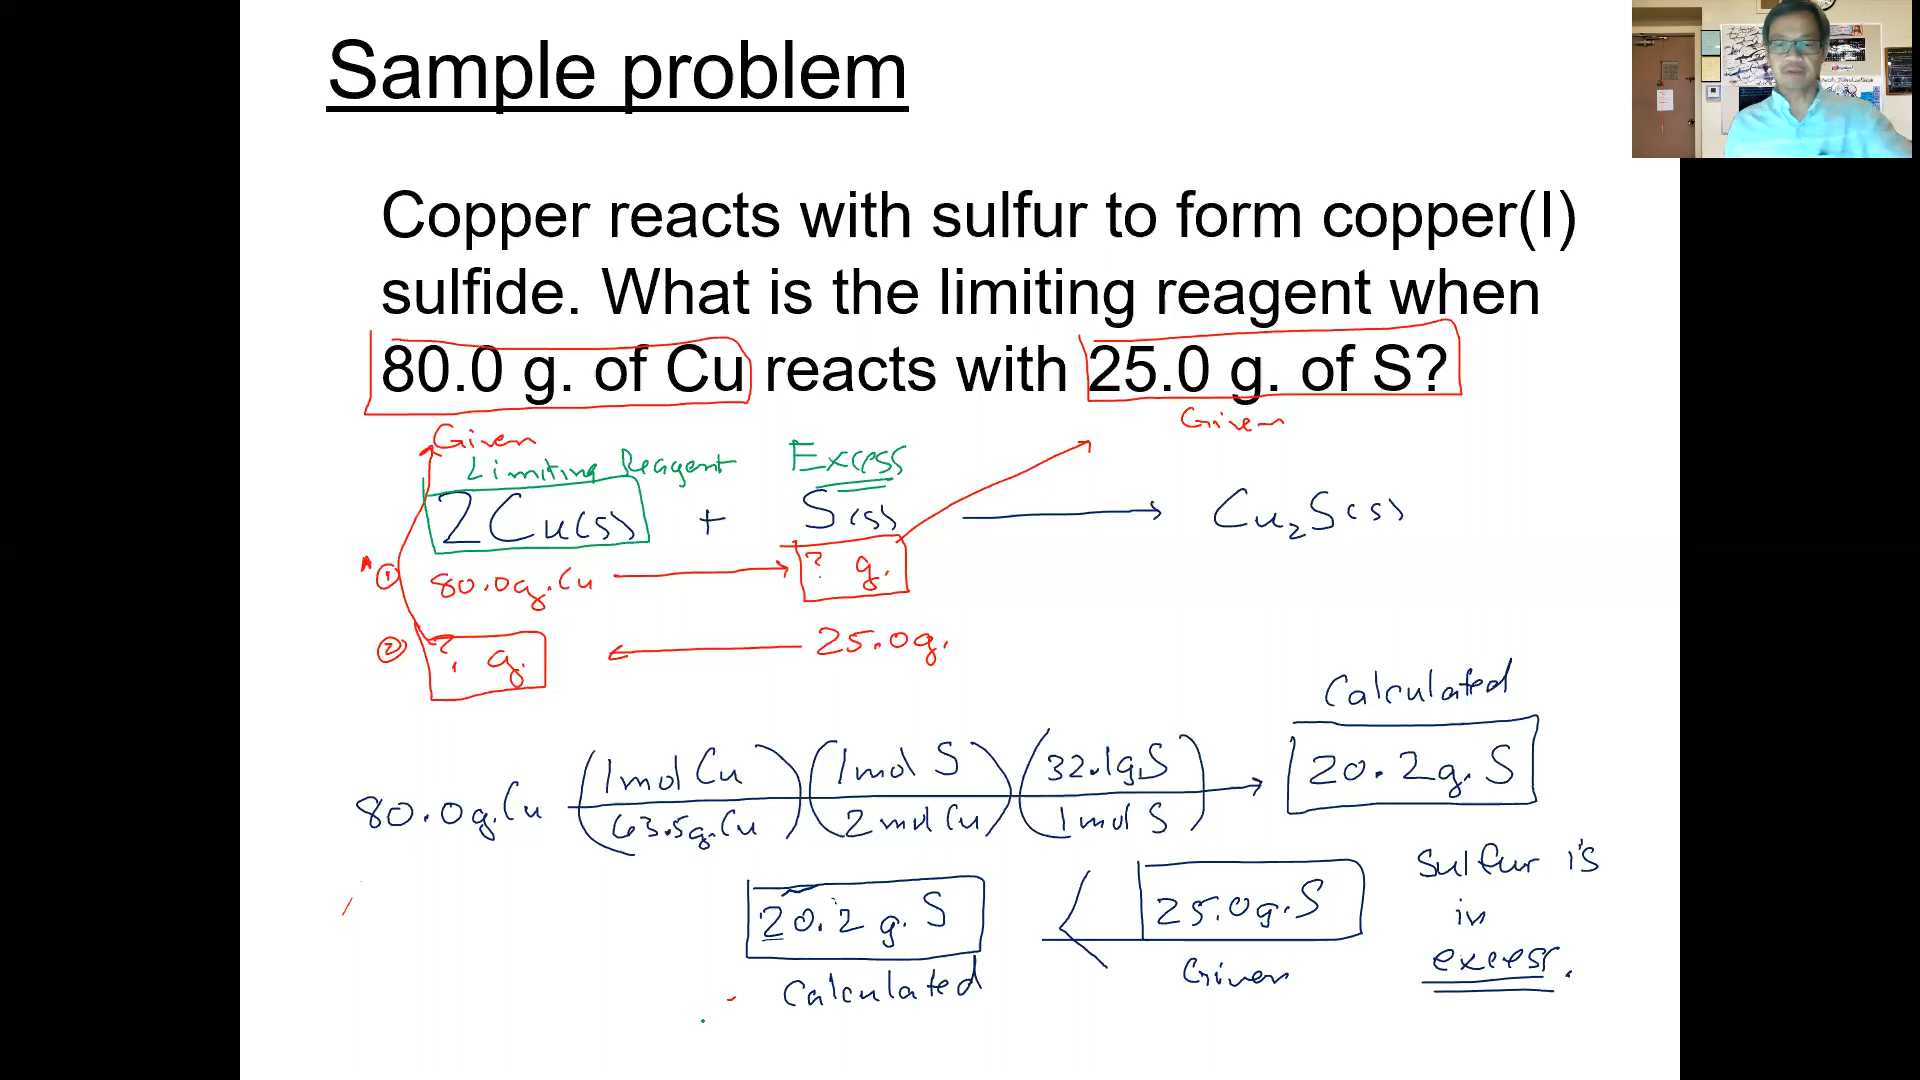 Sample problem
Copper reacts with sulfur to form copper(I)
sulfide. What is the limiting reagent when
80.0 g. of Cu reacts with 25.0 g. of S?
Given
Given
Limiting Reagent Excess
2Cu(s) + S(s) → Cu₂S(s)
① 80.0g.Cu → ? g.
② ? g. ← 25.0g.
Calculated
80.0g.Cu (1mol Cu / 63.5g.Cu) (1mol S / 2mol Cu) (32.1g.S / 1mol S) → 20.2g. S
20.2 g. S < 25.0g.S
Calculated Given
Sulfur is
in
excess.